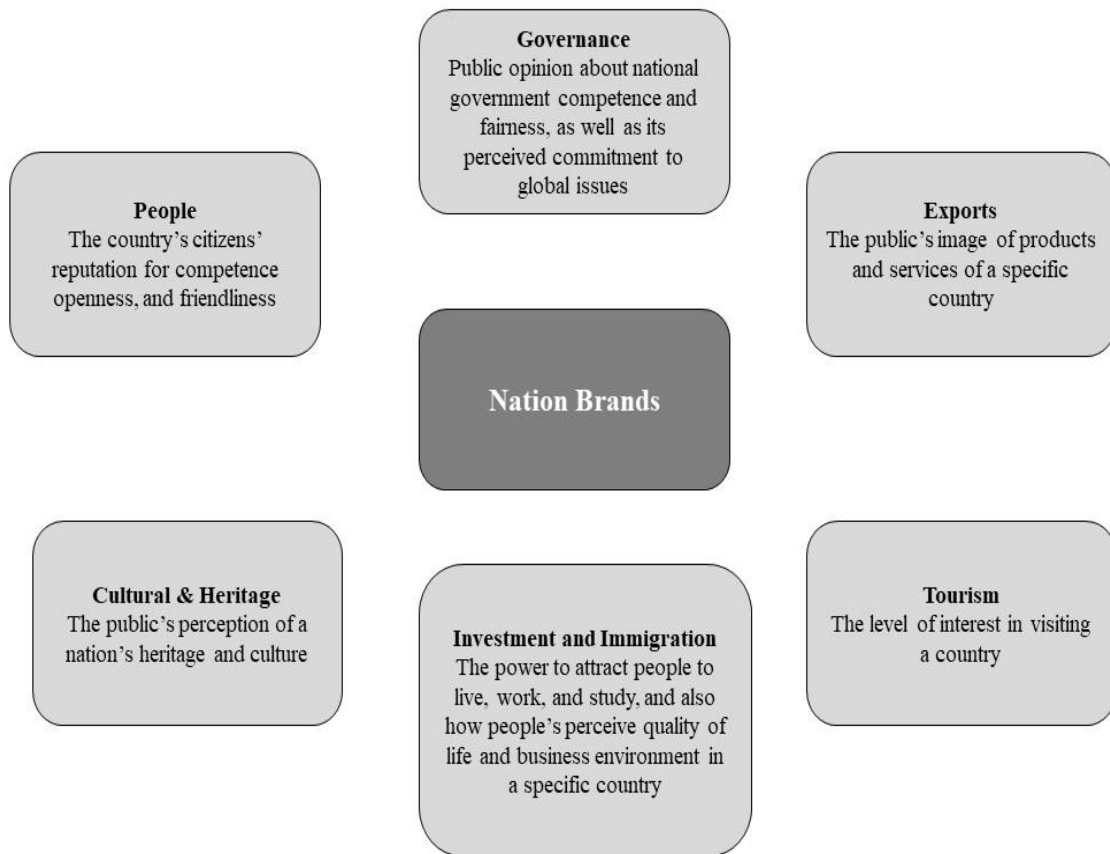 Governance
Public opinion about national
government competence and
fairness, as well as its
perceived commitment to
global issues
People
The country’s citizens’
reputation for competence
openness, and friendliness
Exports
The public’s image of products
and services of a specific
country
Nation Brands
Cultural & Heritage
The public’s perception of a
nation’s heritage and culture
Investment and Immigration
The power to attract people to
live, work, and study, and also
how people’s perceive quality of
life and business environment in
a specific country
Tourism
The level of interest in visiting
a country